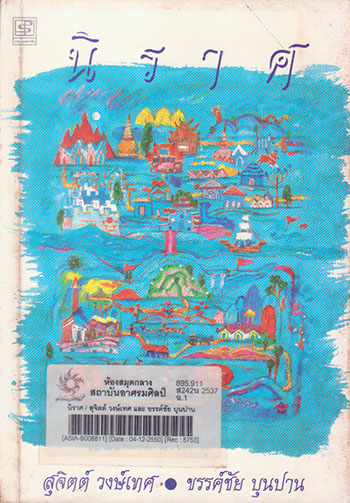 นิราศ
ห้องสมุดกลาง
สถาบันอาศรมศิลป์
895.911
ส242น 2537
ฉ.1
นิราศ / สุจิตต์ วงษ์เทศ และ ขรรค์ชัย บุนปาน
[ASIA-B006811] [Date : 04-12-2550] [Rec : 5753]
สุจิตต์ วงษ์เทศ • ขรรค์ชัย บุนปาน